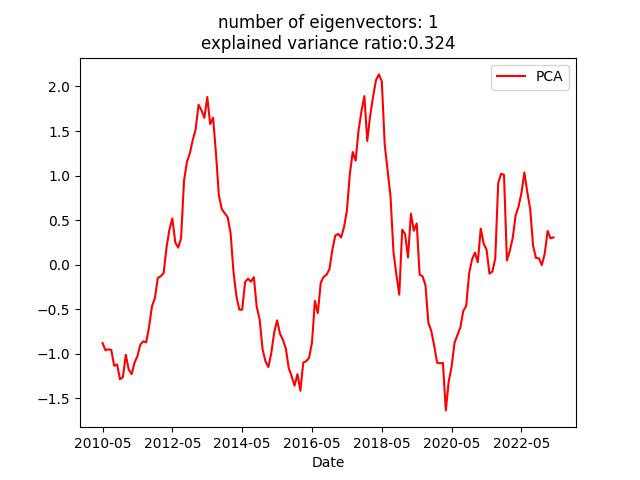 number of eigenvectors: 1
explained variance ratio:0.324
PCA
2.0
1.5
1.0
0.5
0.0
−0.5
−1.0
−1.5
2010-05 2012-05 2014-05 2016-05 2018-05 2020-05 2022-05
Date